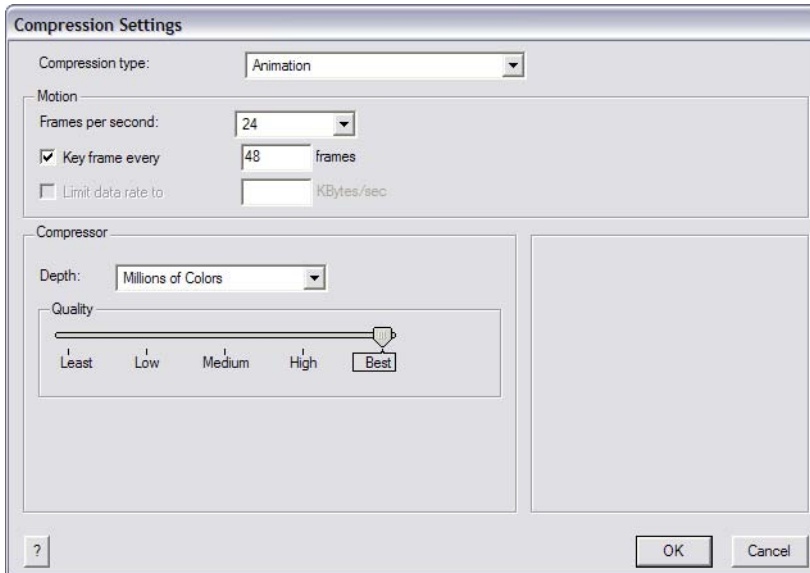 Compression Settings
Compression type: Animation
Motion
Frames per second: 24
Key frame every 48 frames
Limit data rate to KBytes/sec
Compressor
Depth: Millions of Colors
Quality
Least Low Medium High Best
? OK Cancel